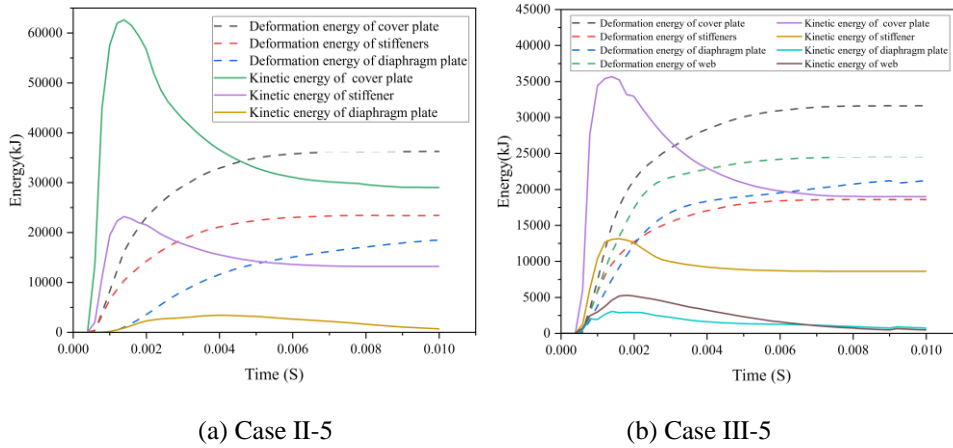 60000
50000
40000
30000
20000
10000
0
Energy(kJ)
0.000 0.002 0.004 0.006 0.008 0.010
Time (S)
Deformation energy of cover plate
Deformation energy of stiffeners
Deformation energy of diaphragm plate
Kinetic energy of cover plate
Kinetic energy of stiffener
Kinetic energy of diaphragm plate
(a) Case II-5
45000
40000
35000
30000
25000
20000
15000
10000
5000
0
Energy(kJ)
0.000 0.002 0.004 0.006 0.008 0.010
Time (S)
Deformation energy of cover plate
Deformation energy of stiffeners
Deformation energy of diaphragm plate
Deformation energy of web
Kinetic energy of cover plate
Kinetic energy of stiffener
Kinetic energy of diaphragm plate
Kinetic energy of web
(b) Case III-5